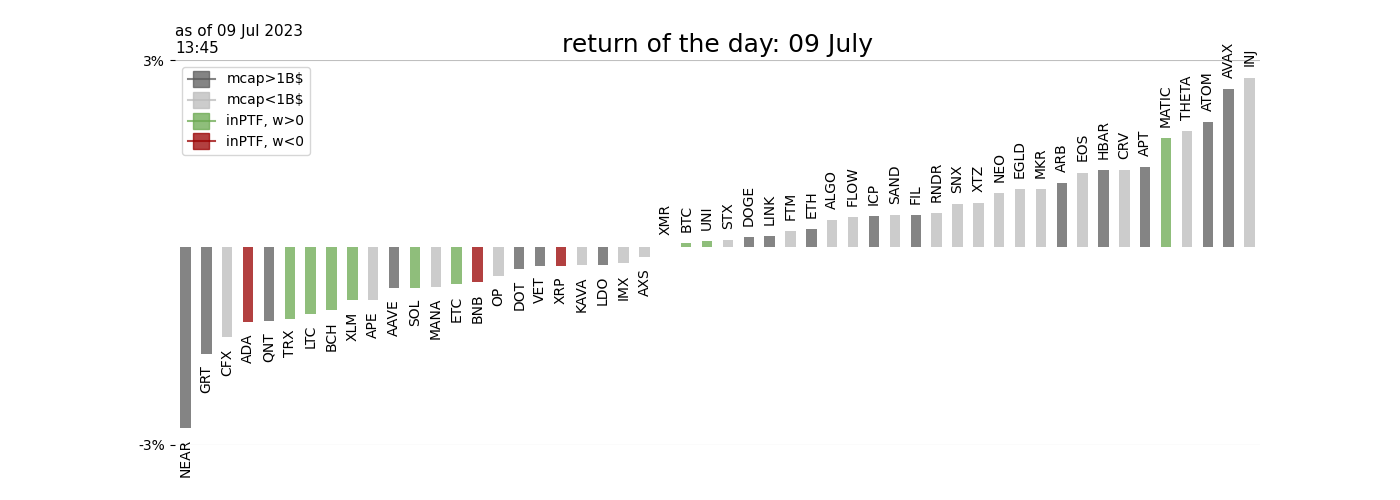 as of 09 Jul 2023
13:45
return of the day: 09 July
3%
mcap>1B$
mcap<1B$
inPTF, w>0
inPTF, w<0
-3%
NEAR
GRT
CFX
ADA
QNT
TRX
LTC
BCH
XLM
APE
AAVE
SOL
MANA
ETC
BNB
OP
DOT
VET
XRP
KAVA
LDO
IMX
AXS
XMR
BTC
UNI
STX
DOGE
LINK
FTM
ETH
ALGO
FLOW
ICP
SAND
FIL
RNDR
SNX
XTZ
NEO
EGLD
MKR
ARB
EOS
HBAR
CRV
APT
MATIC
THETA
ATOM
AVAX
INJ